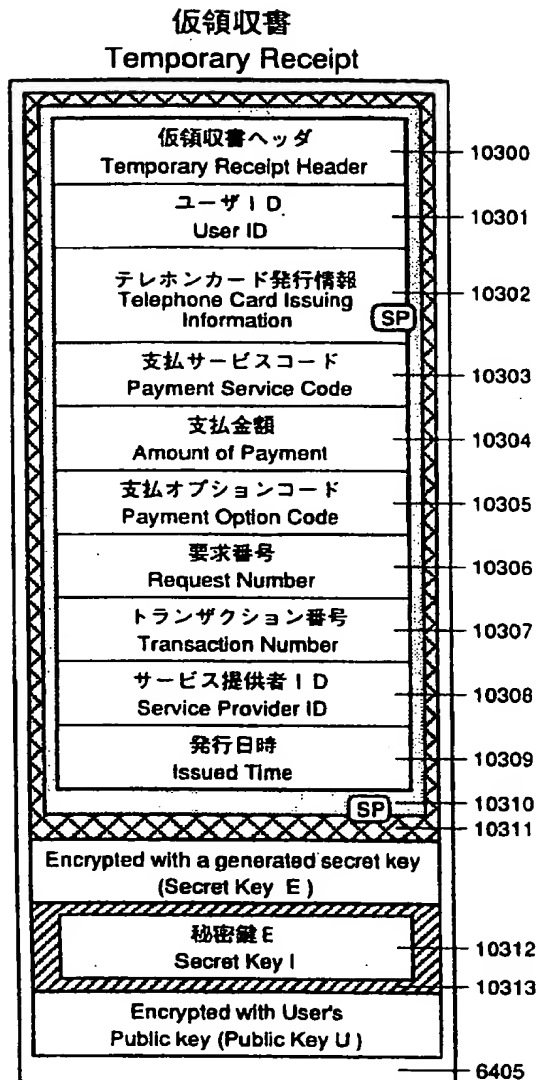 仮領収書
Temporary Receipt
仮領収書ヘッダ
Temporary Receipt Header
10300
ユーザID
User ID
10301
テレホンカード発行情報
Telephone Card Issuing
Information
SP
10302
支払サービスコード
Payment Service Code
10303
支払金額
Amount of Payment
10304
支払オプションコード
Payment Option Code
10305
要求番号
Request Number
10306
トランザクション番号
Transaction Number
10307
サービス提供者ID
Service Provider ID
10308
発行日時
Issued Time
10309
SP
10310
10311
Encrypted with a generated secret key
(Secret Key E )
秘密鍵E
Secret Key I
10312
10313
Encrypted with User's
Public key (Public Key U )
6405